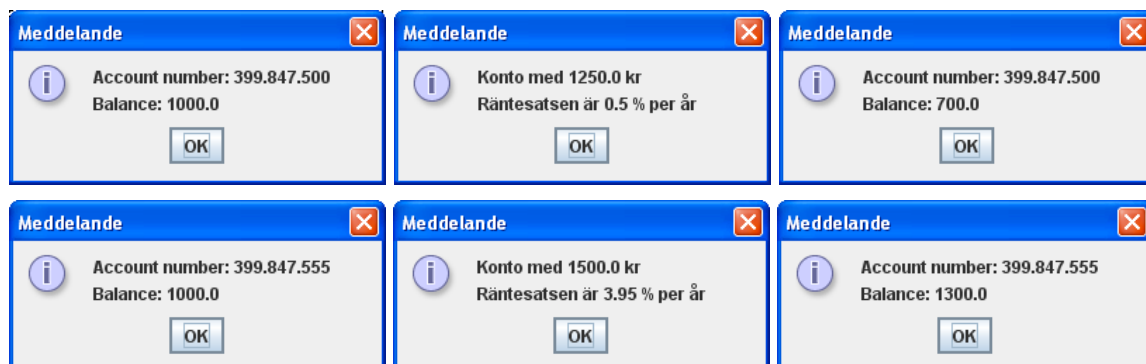 Meddelande
Account number: 399.847.500
Balance: 1000.0
OK
Meddelande
Konto med 1250.0 kr
Räntesatsen är 0.5 % per år
OK
Meddelande
Account number: 399.847.500
Balance: 700.0
OK
Meddelande
Account number: 399.847.555
Balance: 1000.0
OK
Meddelande
Konto med 1500.0 kr
Räntesatsen är 3.95 % per år
OK
Meddelande
Account number: 399.847.555
Balance: 1300.0
OK